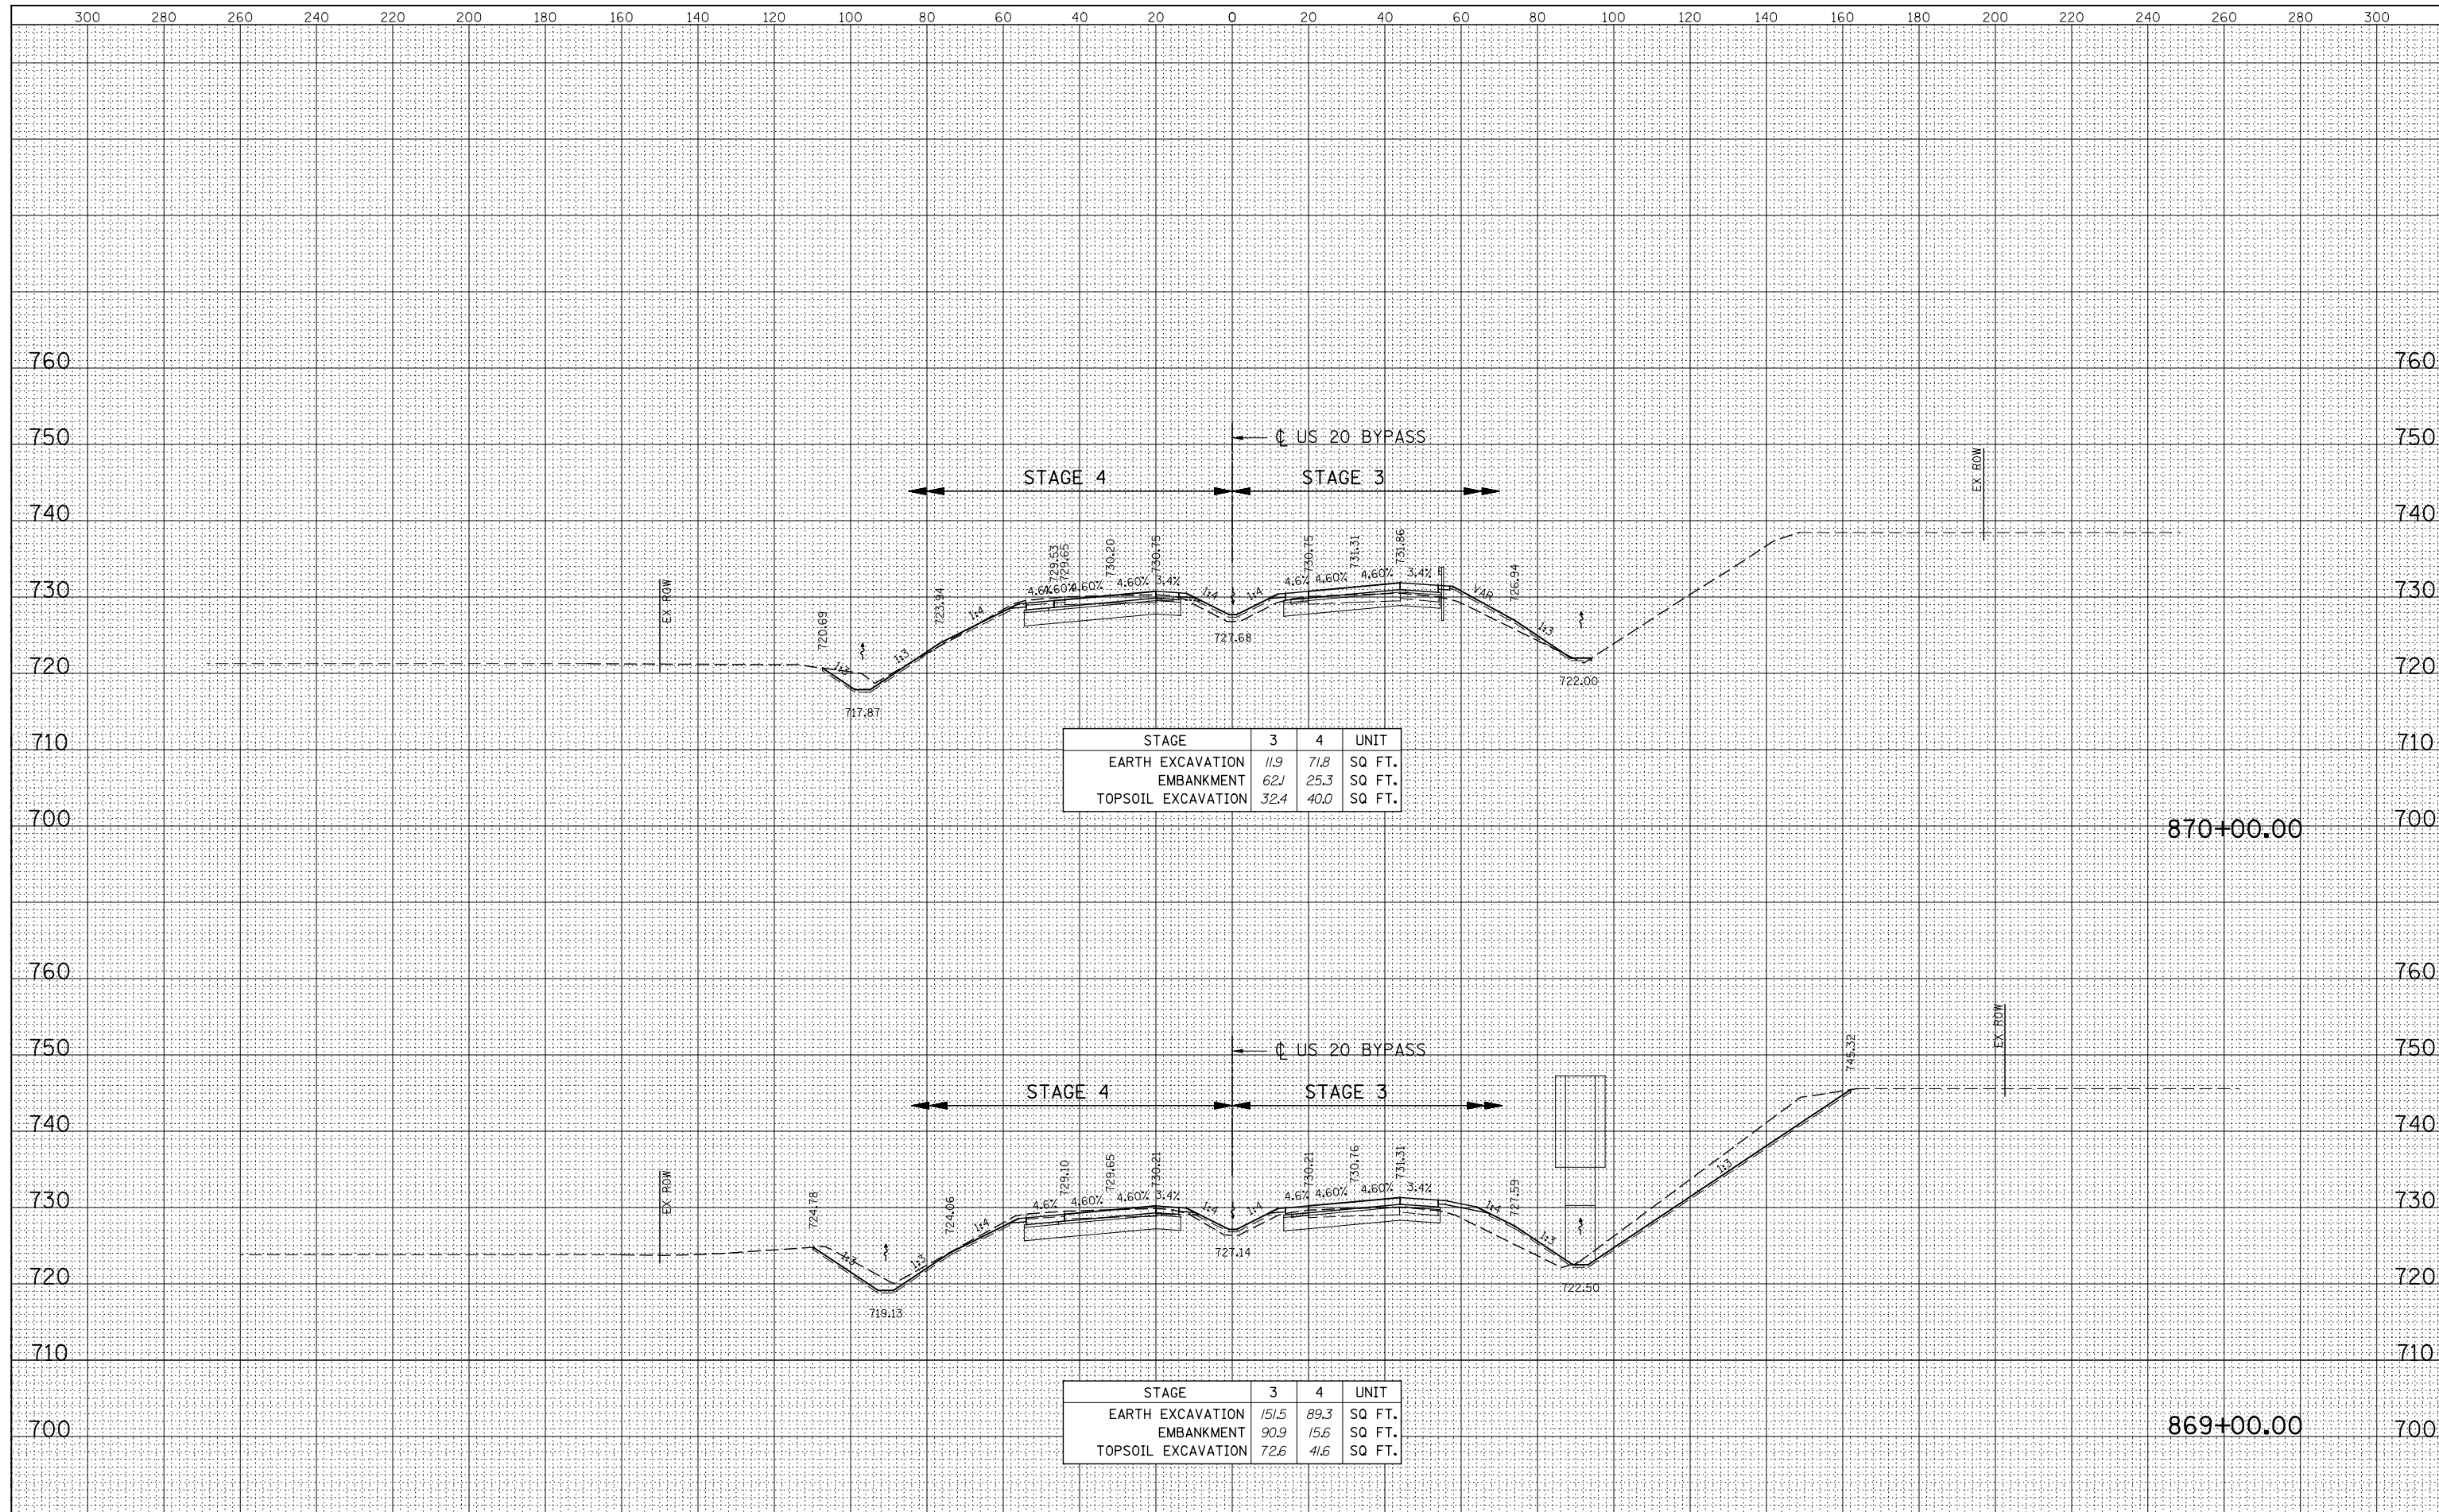 300 280 260 240 220 200 180 160 140 120 100 80 60 40 20 0 20 40 60 80 100 120 140 160 180 200 220 240 260 280 300
760 760
750 750
℄ US 20 BYPASS
EX ROW
STAGE 4 STAGE 3
740 740
729.53 729.65 730.20 730.75 730.75 731.31 731.86
730 730
EX ROW
720.69 723.94 1:4 4.6% 4.60% 4.60% 4.60% 3.4% 1:4 1:4 4.6% 4.60% 4.60% 3.4% VAR 726.94
727.68
1:3 1:3 1:3
720 720
722.00
717.87
710 710
STAGE 3 4 UNIT
EARTH EXCAVATION 11.9 71.8 SQ FT.
EMBANKMENT 62.1 25.3 SQ FT.
TOPSOIL EXCAVATION 32.4 40.0 SQ FT.
700 700
870+00.00
760 760
EX ROW
750 750
℄ US 20 BYPASS
745.32
STAGE 4 STAGE 3
740 740
729.10 729.65 730.21 730.21 730.76 731.31
1:3
EX ROW
730 730
724.78 724.06 1:4 4.6% 4.60% 4.60% 3.4% 1:4 1:4 4.6% 4.60% 4.60% 3.4% 1:4 727.59
727.14
1:3 1:3 1:3
720 720
722.50
719.13
710 710
STAGE 3 4 UNIT
EARTH EXCAVATION 151.5 89.3 SQ FT.
EMBANKMENT 90.9 15.6 SQ FT.
TOPSOIL EXCAVATION 72.6 41.6 SQ FT.
700 700
869+00.00